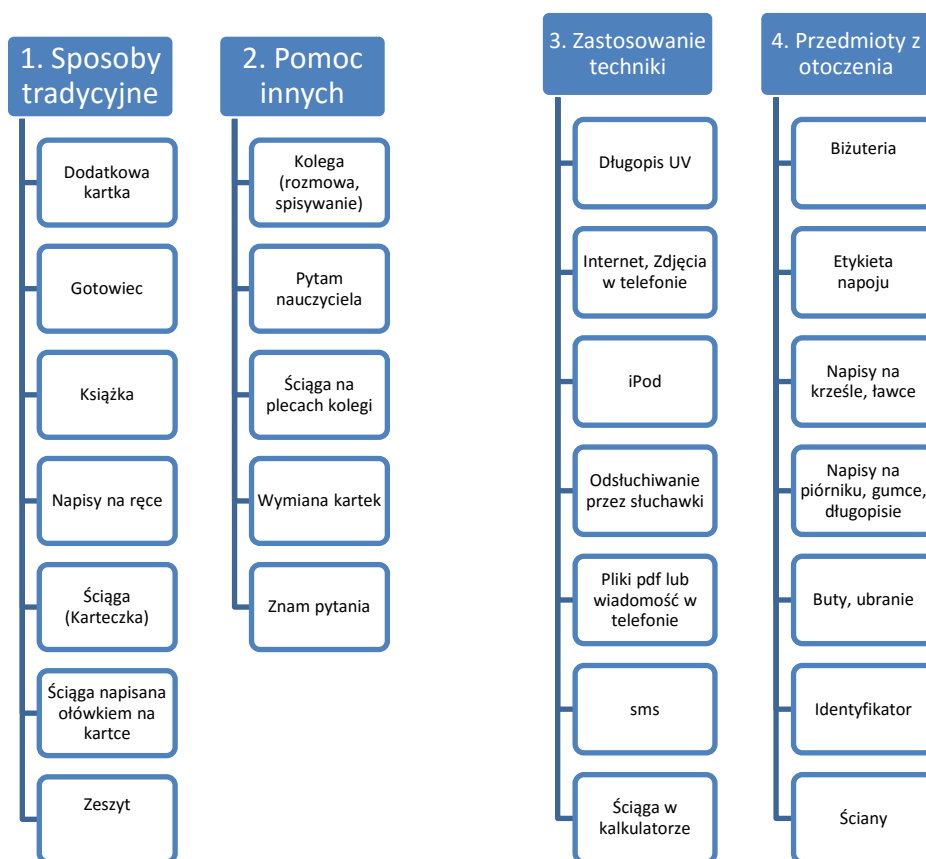 1. Sposoby
tradycyjne
Dodatkowa
kartka
Gotowiec
Książka
Napisy na ręce
Ściąga
(Karteczka)
Ściąga napisana
ołówkiem na
kartce
Zeszyt
2. Pomoc
innych
Kolega
(rozmowa,
spisywanie)
Pytam
nauczyciela
Ściąga na
plecach kolegi
Wymiana kartek
Znam pytania
3. Zastosowanie
techniki
Długopis UV
Internet, Zdjęcia
w telefonie
iPod
Odsłuchiwanie
przez słuchawki
Pliki pdf lub
wiadomość w
telefonie
sms
Ściąga w
kalkulatorze
4. Przedmioty z
otoczenia
Biżuteria
Etykieta
napoju
Napisy na
krześle, ławce
Napisy na
piórniku, gumce,
długopisie
Buty, ubranie
Identyfikator
Ściany